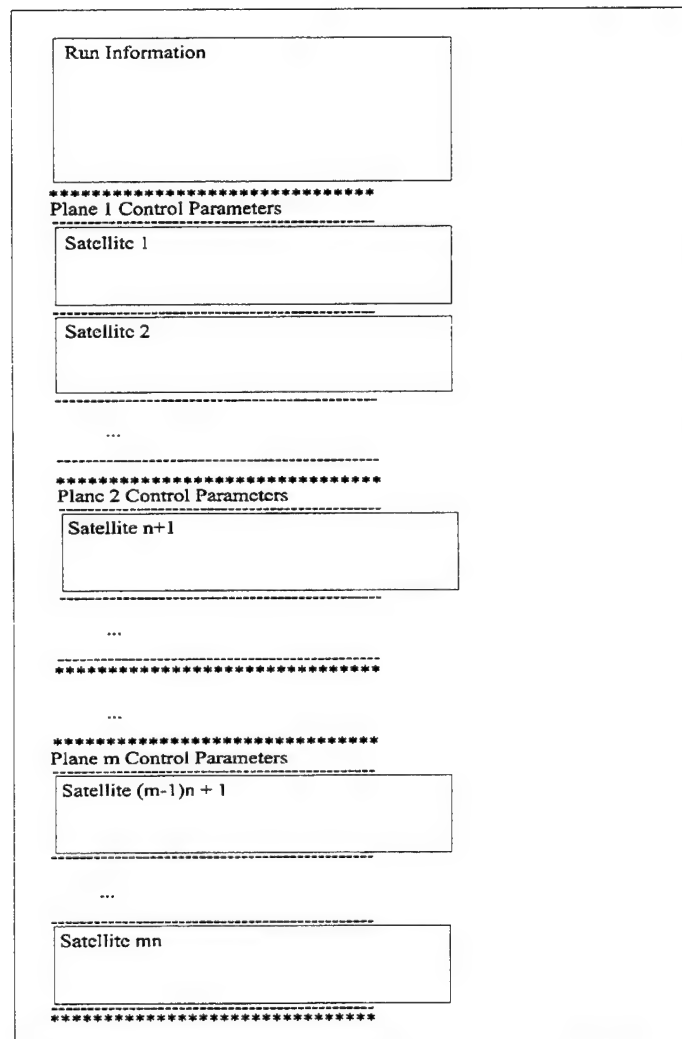 Run Information
******************************
Plane 1 Control Parameters
----------------------------------------
Satellite 1
----------------------------------------
Satellite 2
----------------------------------------
...
----------------------------------------
******************************
Plane 2 Control Parameters
----------------------------------------
Satellite n+1
----------------------------------------
...
----------------------------------------
******************************
...
******************************
Plane m Control Parameters
----------------------------------------
Satellite (m-1)n + 1
----------------------------------------
...
----------------------------------------
Satellite mn
----------------------------------------
******************************